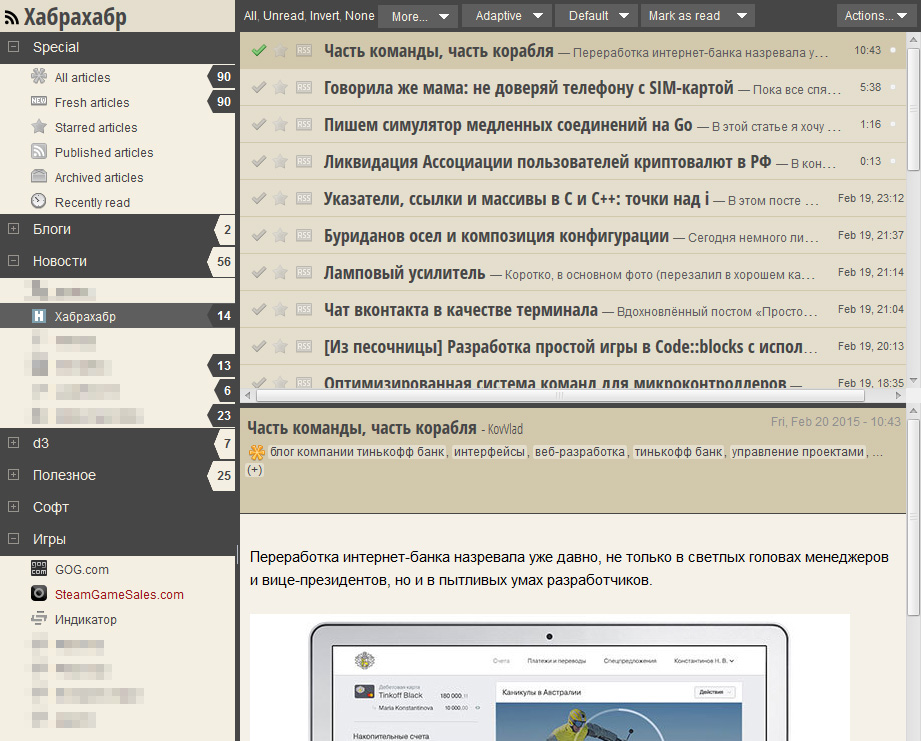 Хабрахабр
Special
All articles 90
Fresh articles 90
Starred articles
Published articles
Archived articles
Recently read
Блоги 2
Новости 56
Хабрахабр 14
13
6
23
d3 7
Полезное 25
Софт
Игры
GOG.com
SteamGameSales.com
Индикатор
All, Unread, Invert, None More... Adaptive Default Mark as read Actions...
Часть команды, часть корабля — Переработка интернет-банка назревала у… 10:43
Говорила же мама: не доверяй телефону с SIM-картой — Пока все спя… 5:38
Пишем симулятор медленных соединений на Go — В этой статье я хочу … 1:16
Ликвидация Ассоциации пользователей криптовалют в РФ — В кон… 0:13
Указатели, ссылки и массивы в C и C++: точки над i — В этом посте … Feb 19, 23:12
Буриданов осел и композиция конфигурации — Сегодня немного ли… Feb 19, 21:37
Ламповый усилитель — Коротко, в основном фото (перезалил в хорошем ка… Feb 19, 21:14
Чат вконтакта в качестве терминала — Вдохновлённый постом «Просто… Feb 19, 21:04
[Из песочницы] Разработка простой игры в Code::blocks с испол… Feb 19, 20:13
Оптимизированная система команд для микроконтроллеров — Feb 19, 18:35
Часть команды, часть корабля - KovVlad Fri, Feb 20 2015 - 10:43
блог компании тинькофф банк, интерфейсы, веб-разработка, тинькофф банк, управление проектами, …
(+)
Переработка интернет-банка назревала уже давно, не только в светлых головах менеджеров
и вице-президентов, но и в пытливых умах разработчиков.
Счета Платежи и переводы Спецпредложения Константинов Н. В.
Дебетовая карта
Tinkoff Black 180 000
Maria Konstantinova 10 000
Накопительные счета
Каникулы в Австралии Действия